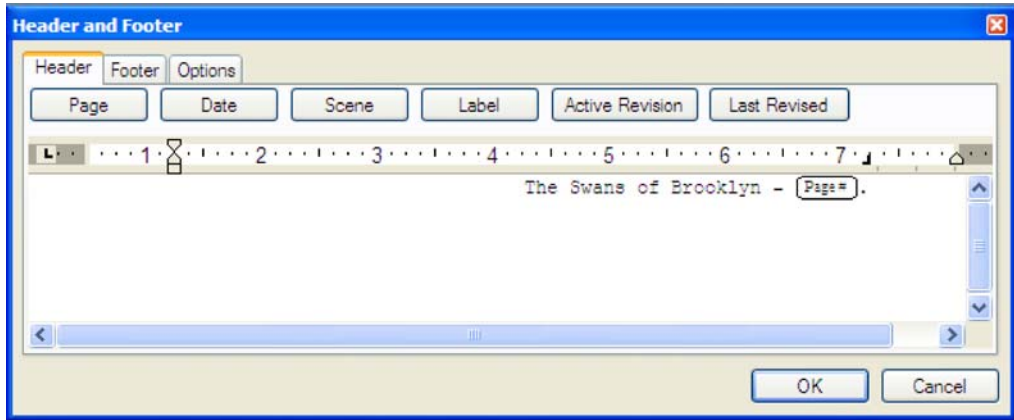 Header and Footer
Header Footer Options
Page Date Scene Label Active Revision Last Revised
L 1 2 3 4 5 6 7
The Swans of Brooklyn - Page# .
OK Cancel